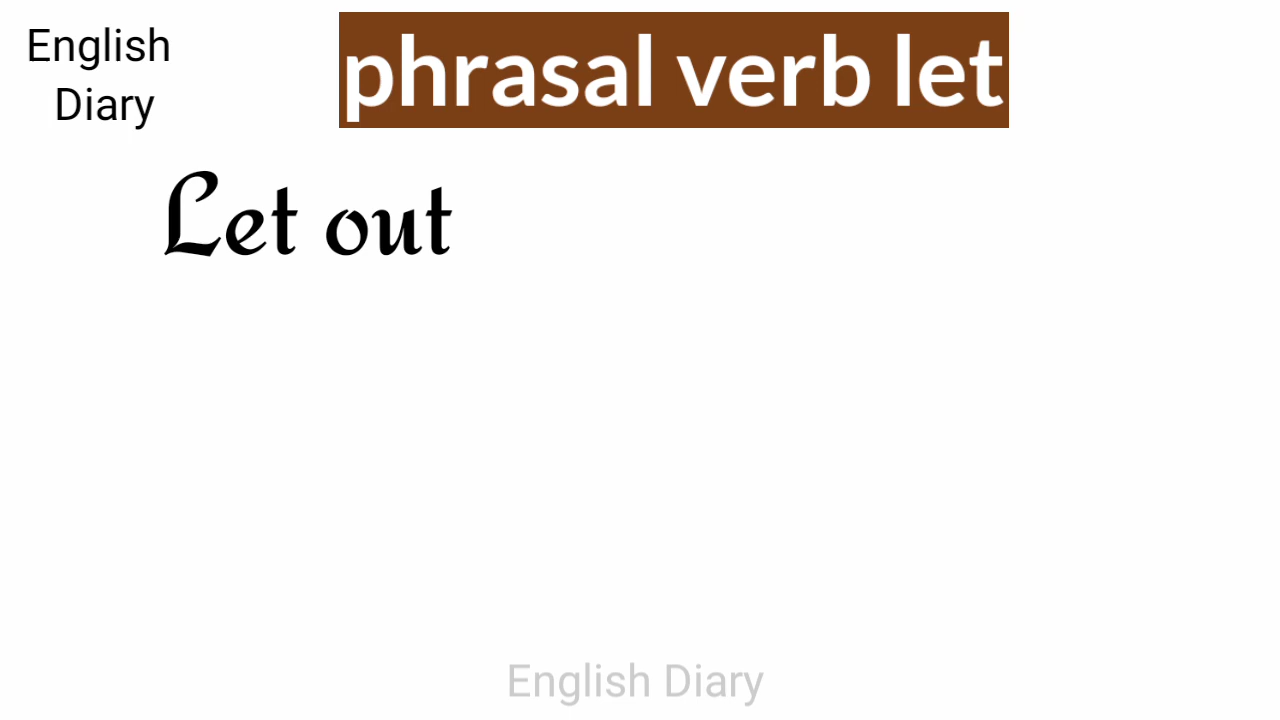 English
Diary
phrasal verb let
Let out
English Diary